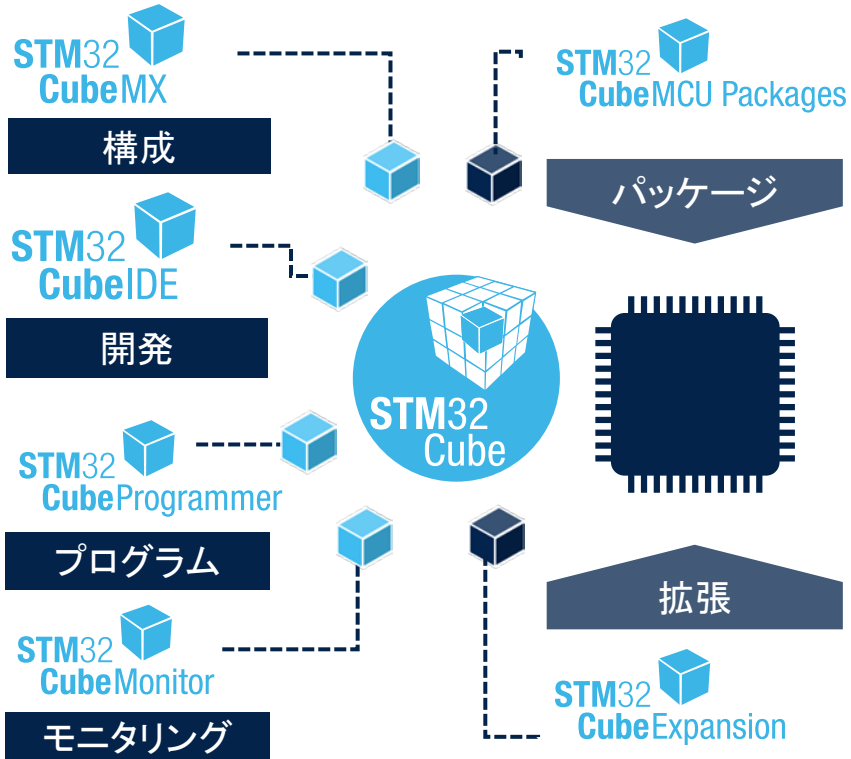 STM32
CubeMX
構成
STM32
CubeIDE
開発
STM32
CubeProgrammer
プログラム
STM32
CubeMonitor
モニタリング
STM32
Cube
STM32
CubeMCU Packages
パッケージ
拡張
STM32
CubeExpansion